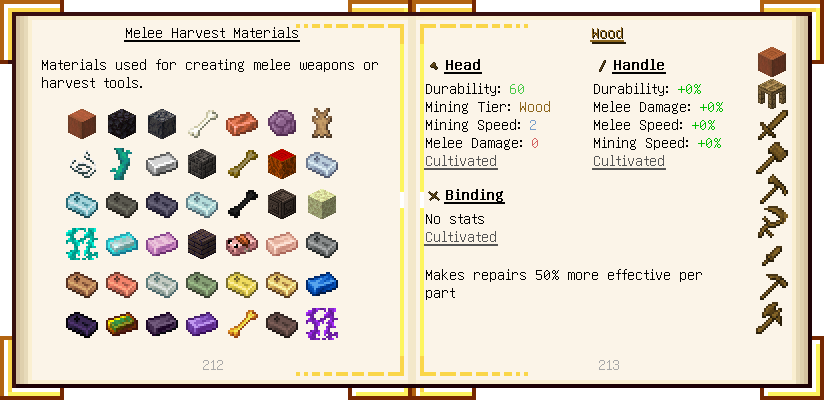 Melee Harvest Materials
Materials used for creating melee weapons or
harvest tools.
212
Wood
Head
Durability: 60
Mining Tier: Wood
Mining Speed: 2
Melee Damage: 0
Cultivated
Handle
Durability: +0%
Melee Damage: +0%
Melee Speed: +0%
Mining Speed: +0%
Cultivated
Binding
No stats
Cultivated
Makes repairs 50% more effective per
part
213